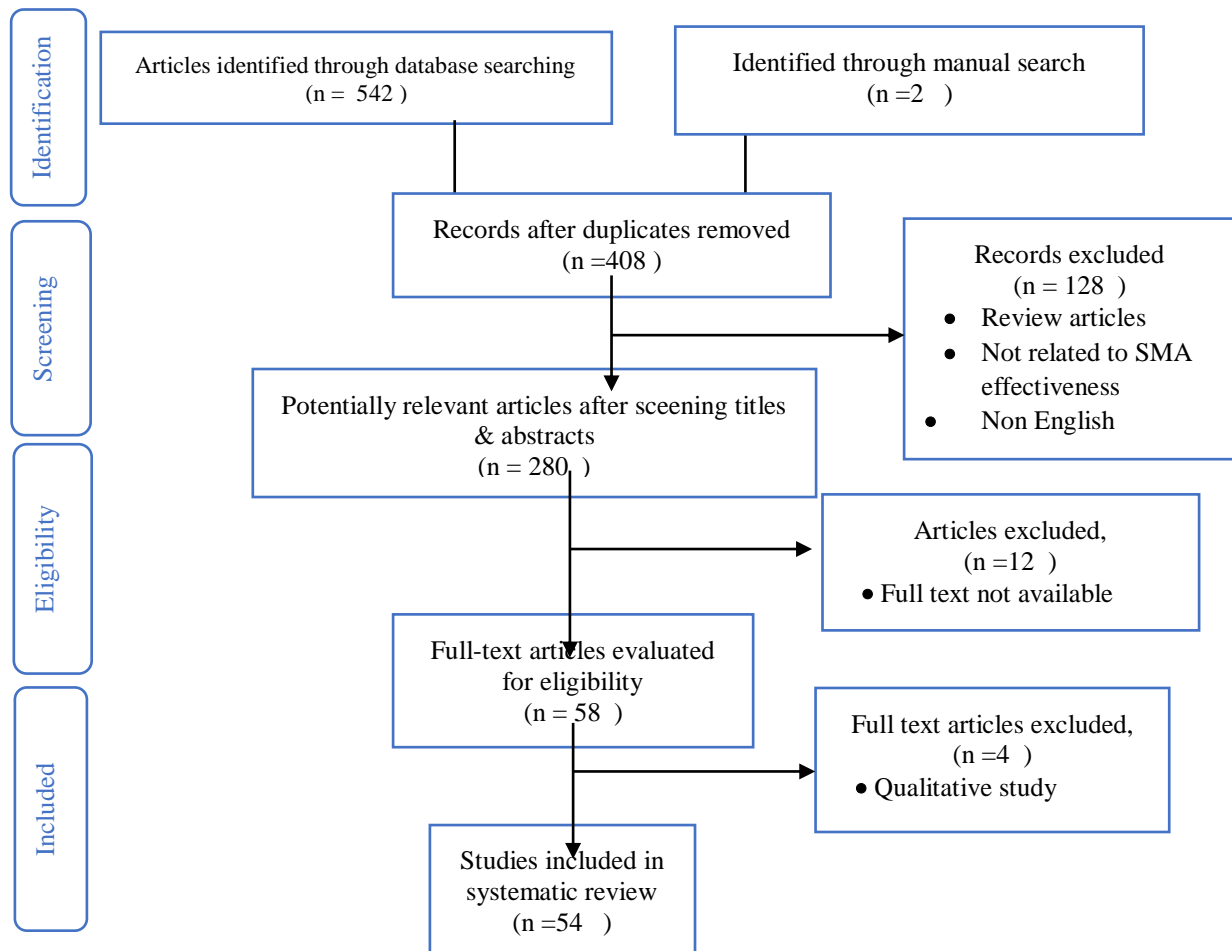 Identification
Articles identified through database searching
(n = 542 )
Identified through manual search
(n =2 )
Records after duplicates removed
(n =408 )
Screening
Records excluded
(n = 128 )
● Review articles
● Not related to SMA
effectiveness
● Non English
Potentially relevant articles after sceening titles
& abstracts
(n = 280 )
Eligibility
Articles excluded,
(n =12 )
● Full text not available
Full-text articles evaluated
for eligibility
(n = 58 )
Included
Full text articles excluded,
(n =4 )
● Qualitative study
Studies included in
systematic review
(n =54 )